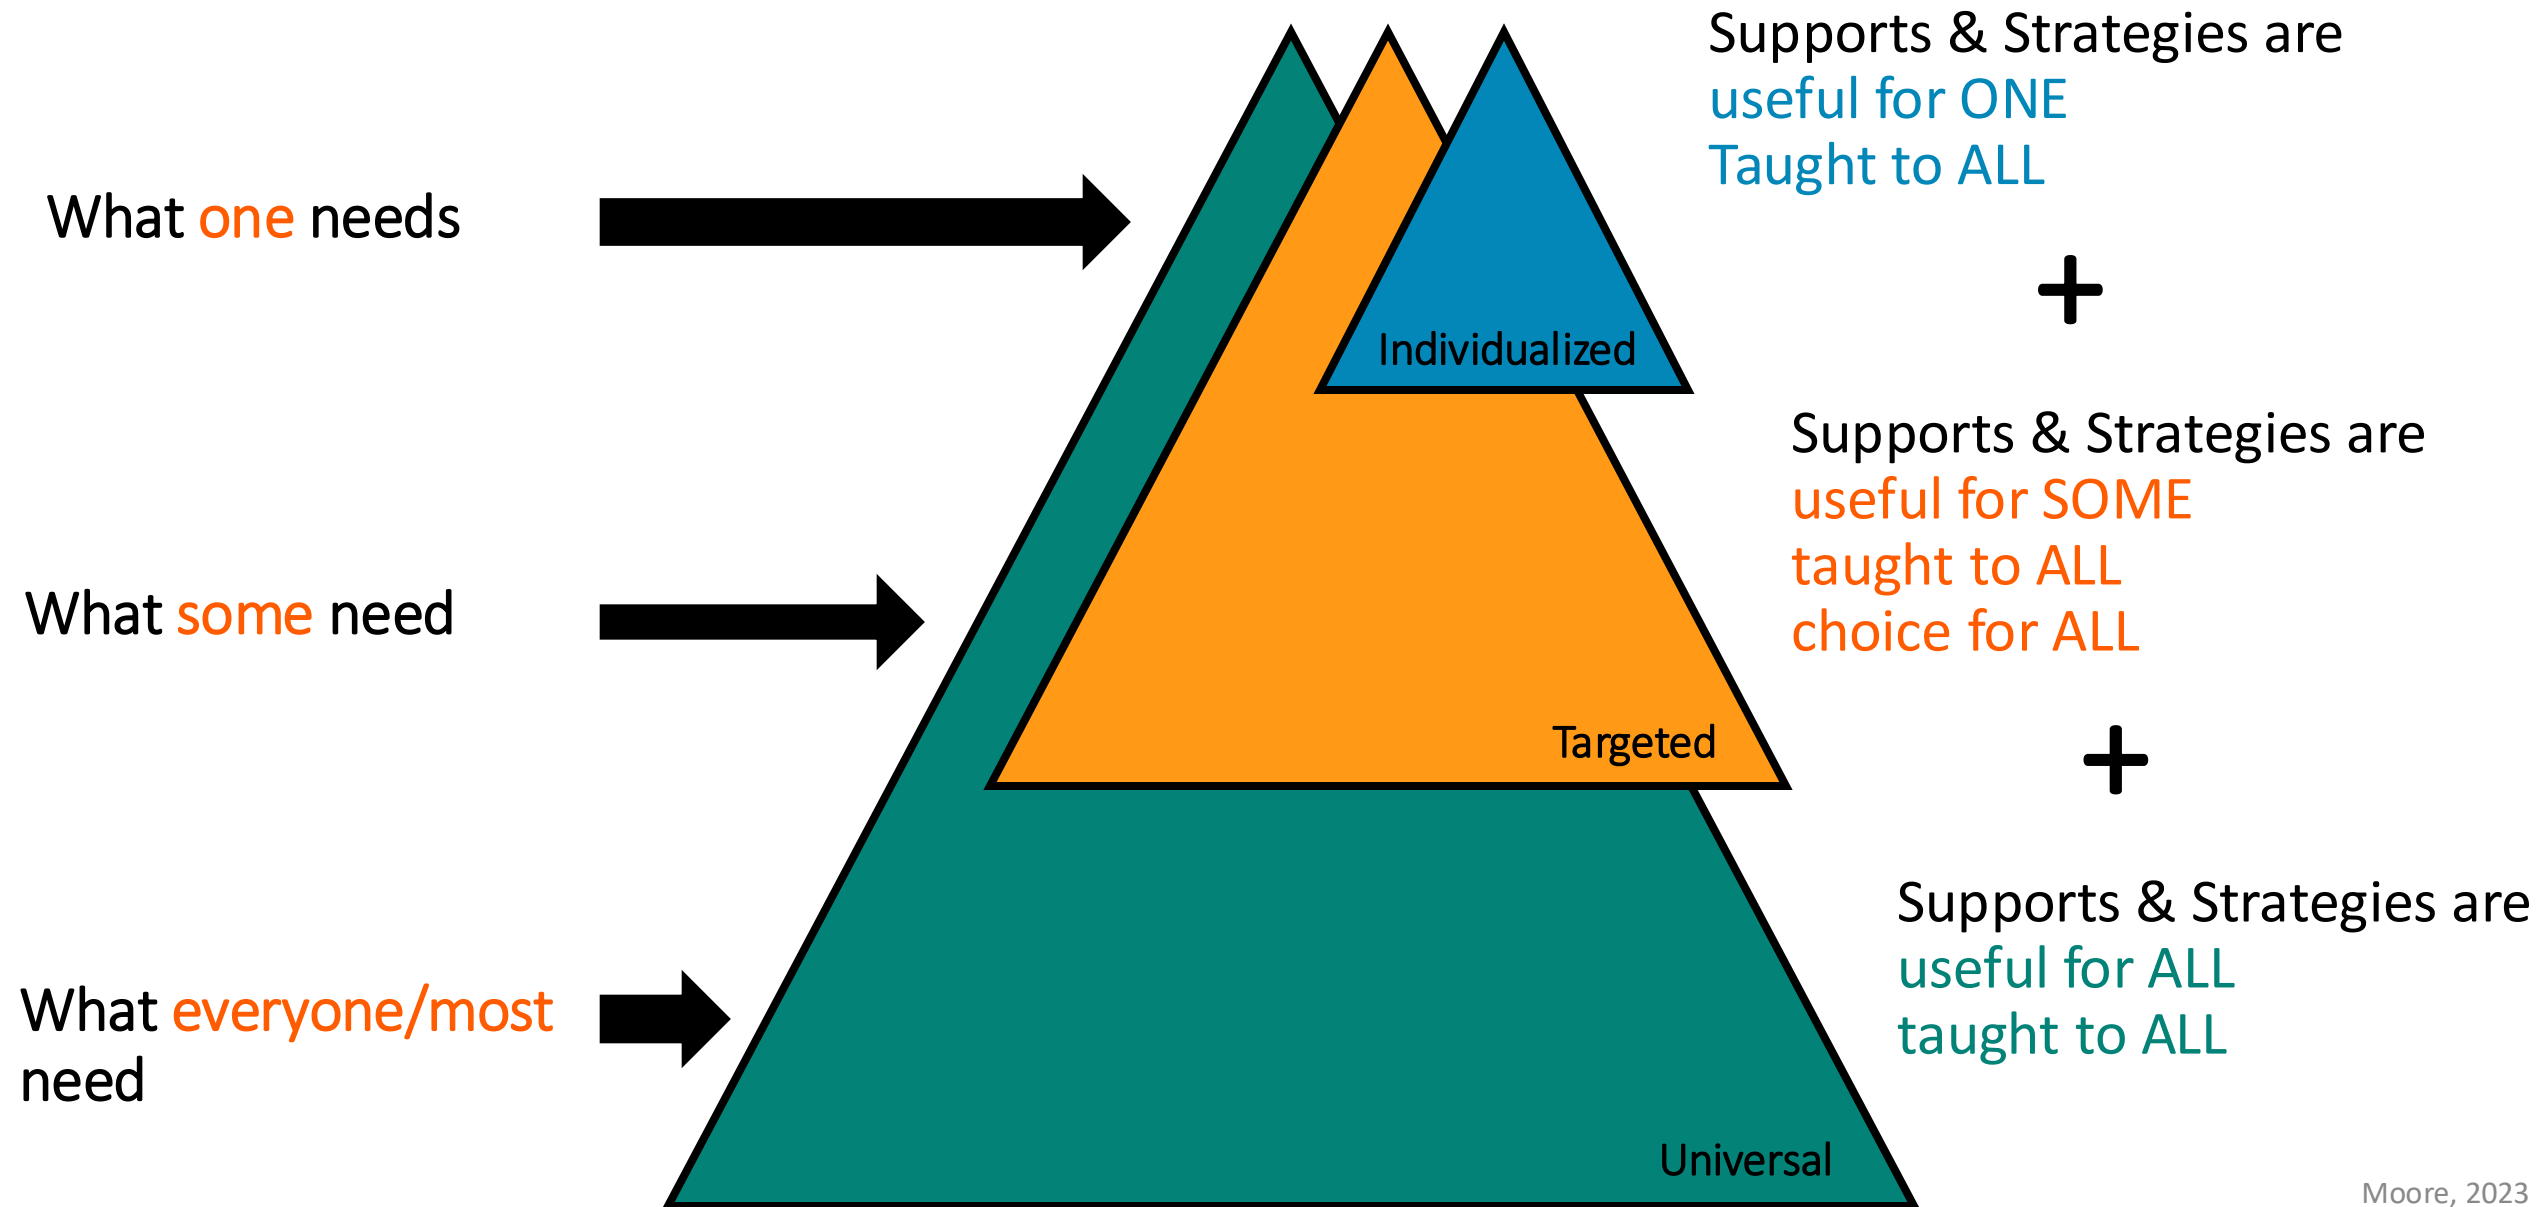 What one needs
What some need
What everyone/most
need
Individualized
Targeted
Universal
Supports & Strategies are
useful for ONE
Taught to ALL
+
Supports & Strategies are
useful for SOME
taught to ALL
choice for ALL
+
Supports & Strategies are
useful for ALL
taught to ALL
Moore, 2023